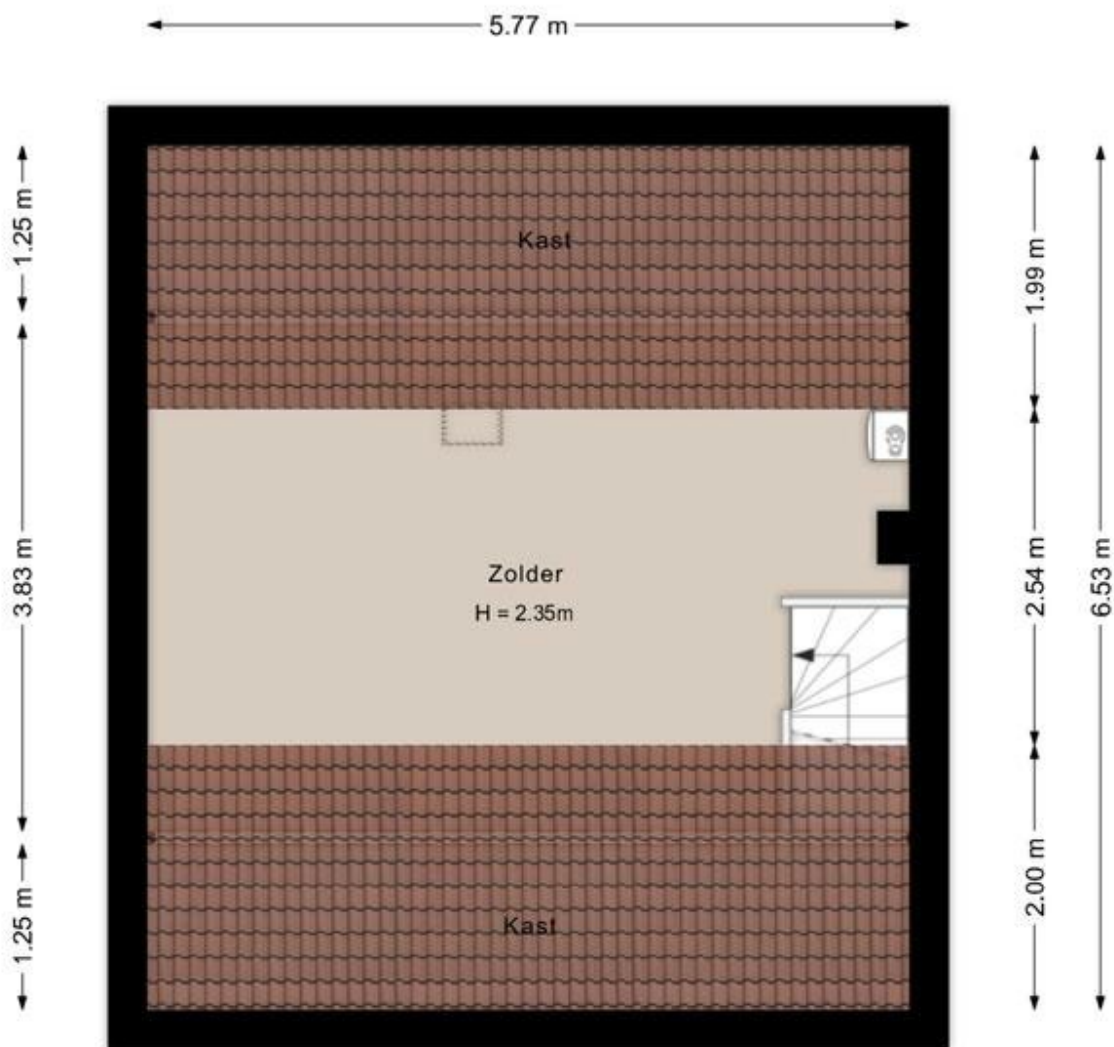 5.77 m
1.25 m
Kast
1.99 m
3.83 m
Zolder
H = 2.35m
2.54 m
6.53 m
1.25 m
Kast
2.00 m